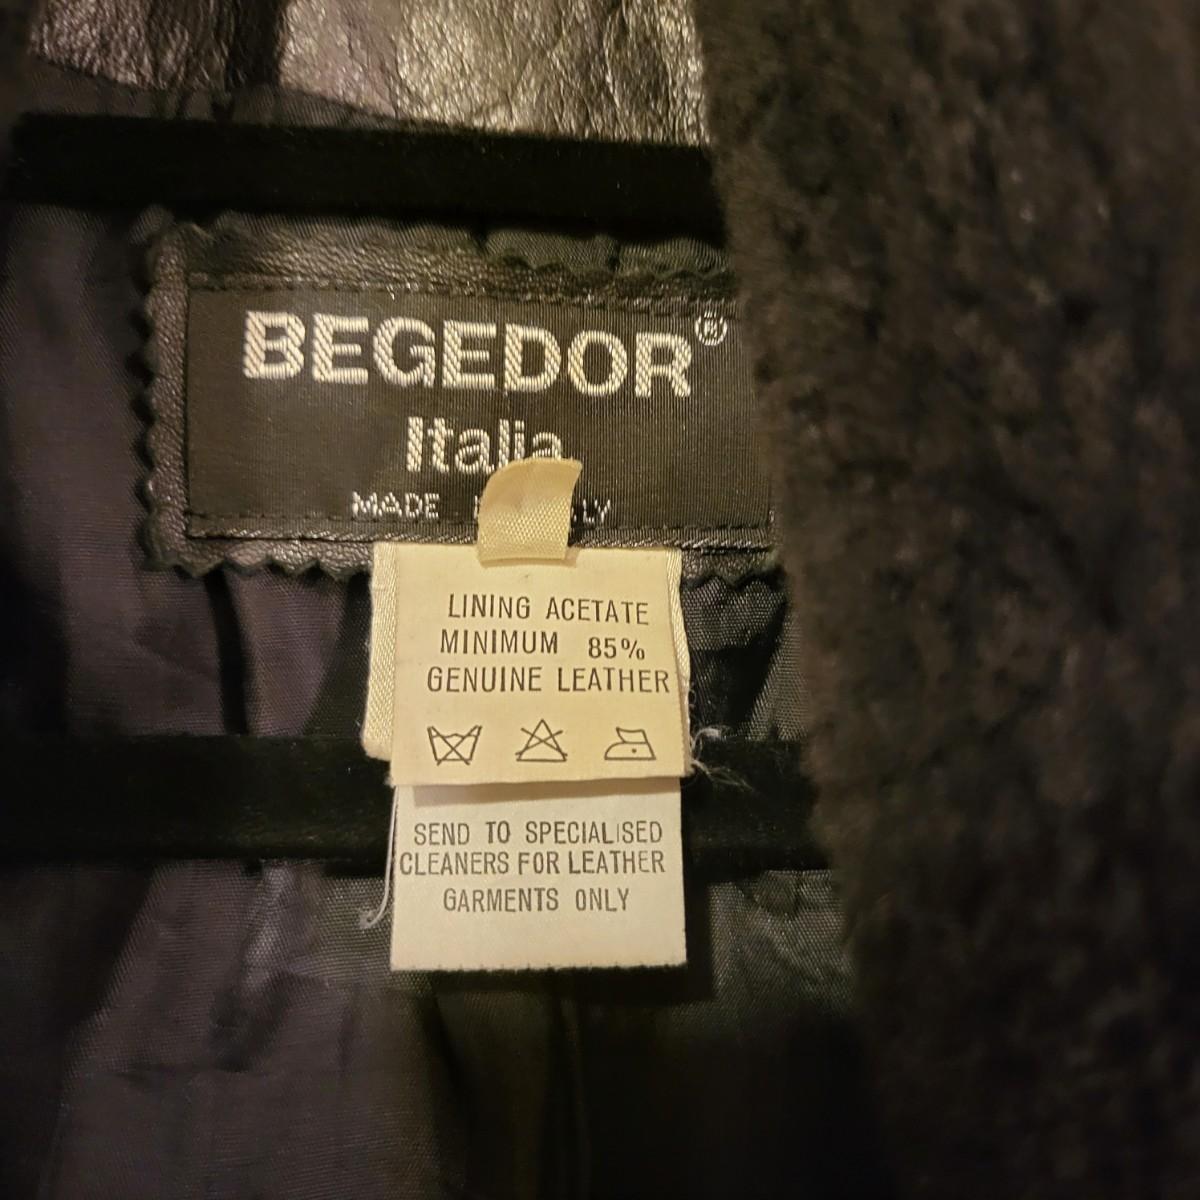 BEGEDOR®
Italia
MADE
LINING ACETATE
MINIMUM 85%
GENUINE LEATHER
SEND TO SPECIALISED
CLEANERS FOR LEATHER
GARMENTS ONLY